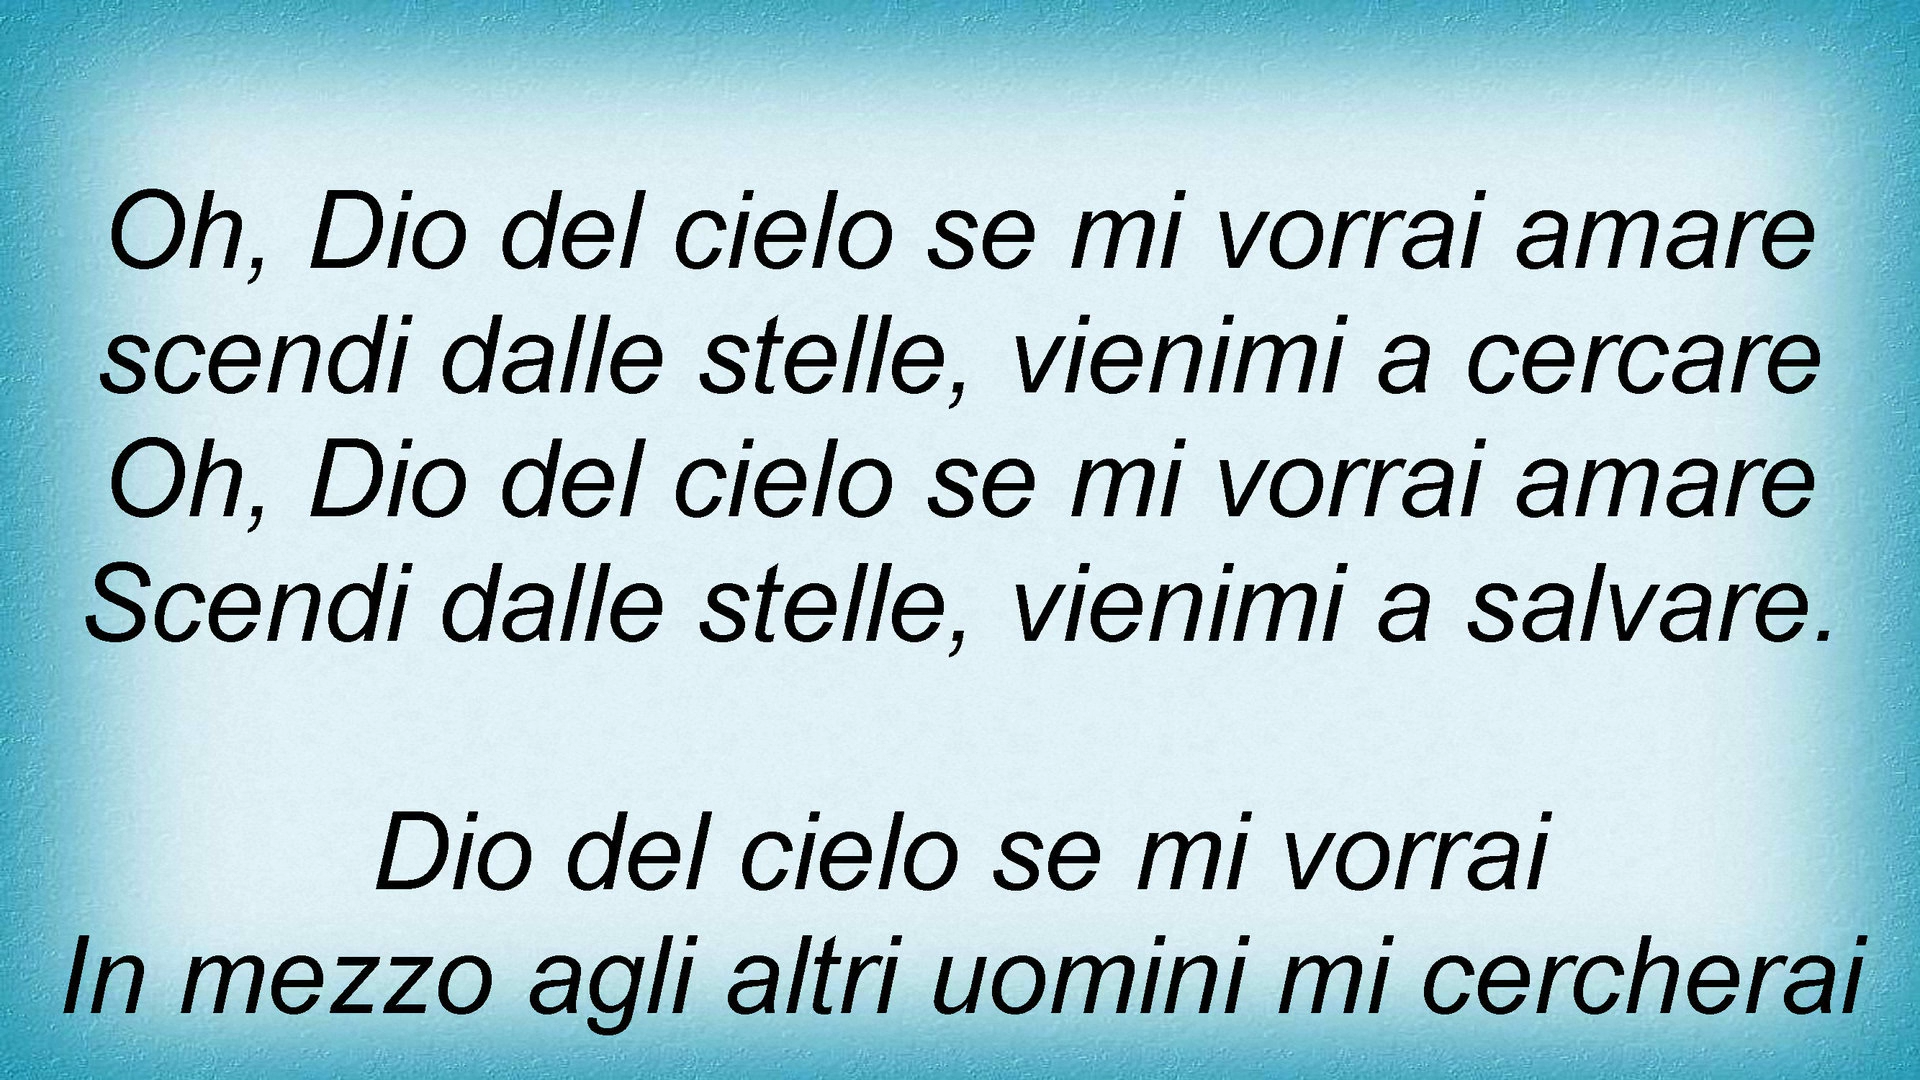 Oh, Dio del cielo se mi vorrai amare
scendi dalle stelle, vienimi a cercare
Oh, Dio del cielo se mi vorrai amare
Scendi dalle stelle, vienimi a salvare.
Dio del cielo se mi vorrai
In mezzo agli altri uomini mi cercherai